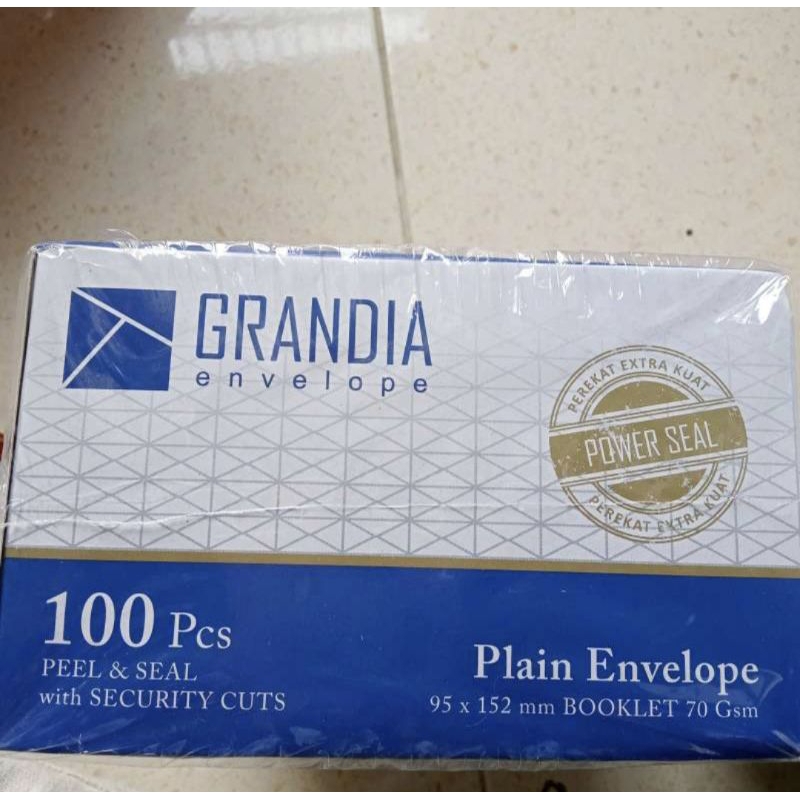 GRANDIA
envelope
PEREKAT EXTRA KUAT
POWER SEAL
PEREKAT EXTRA KUAT
100 Pcs
PEEL & SEAL
with SECURITY CUTS
Plain Envelope
95 x 152 mm BOOKLET 70 Gsm